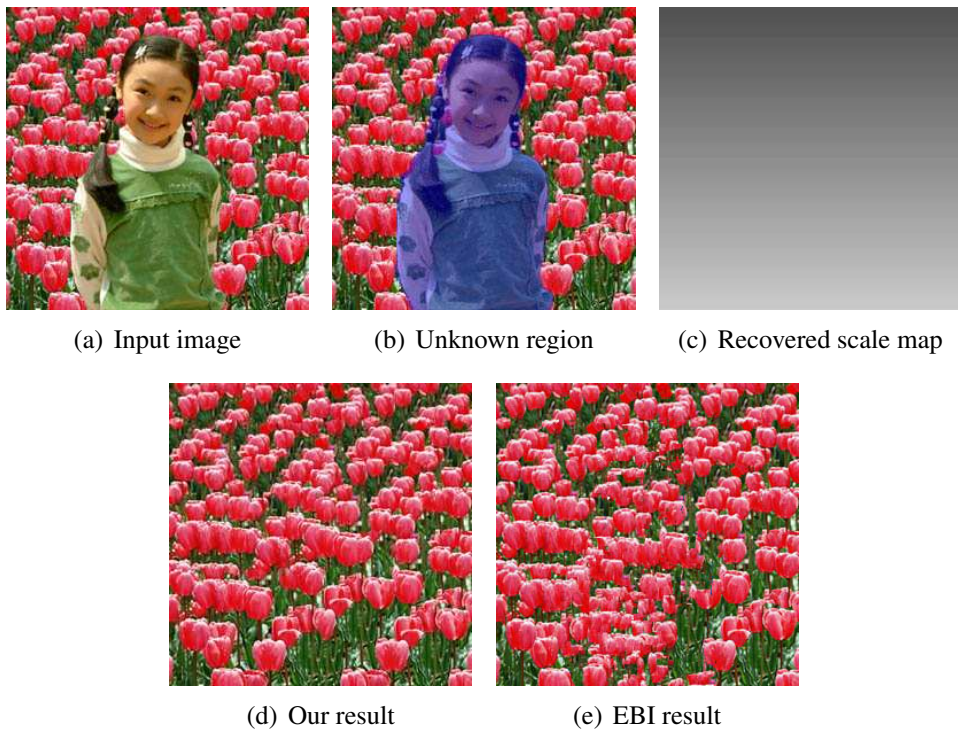 (a) Input image
(b) Unknown region
(c) Recovered scale map
(d) Our result
(e) EBI result